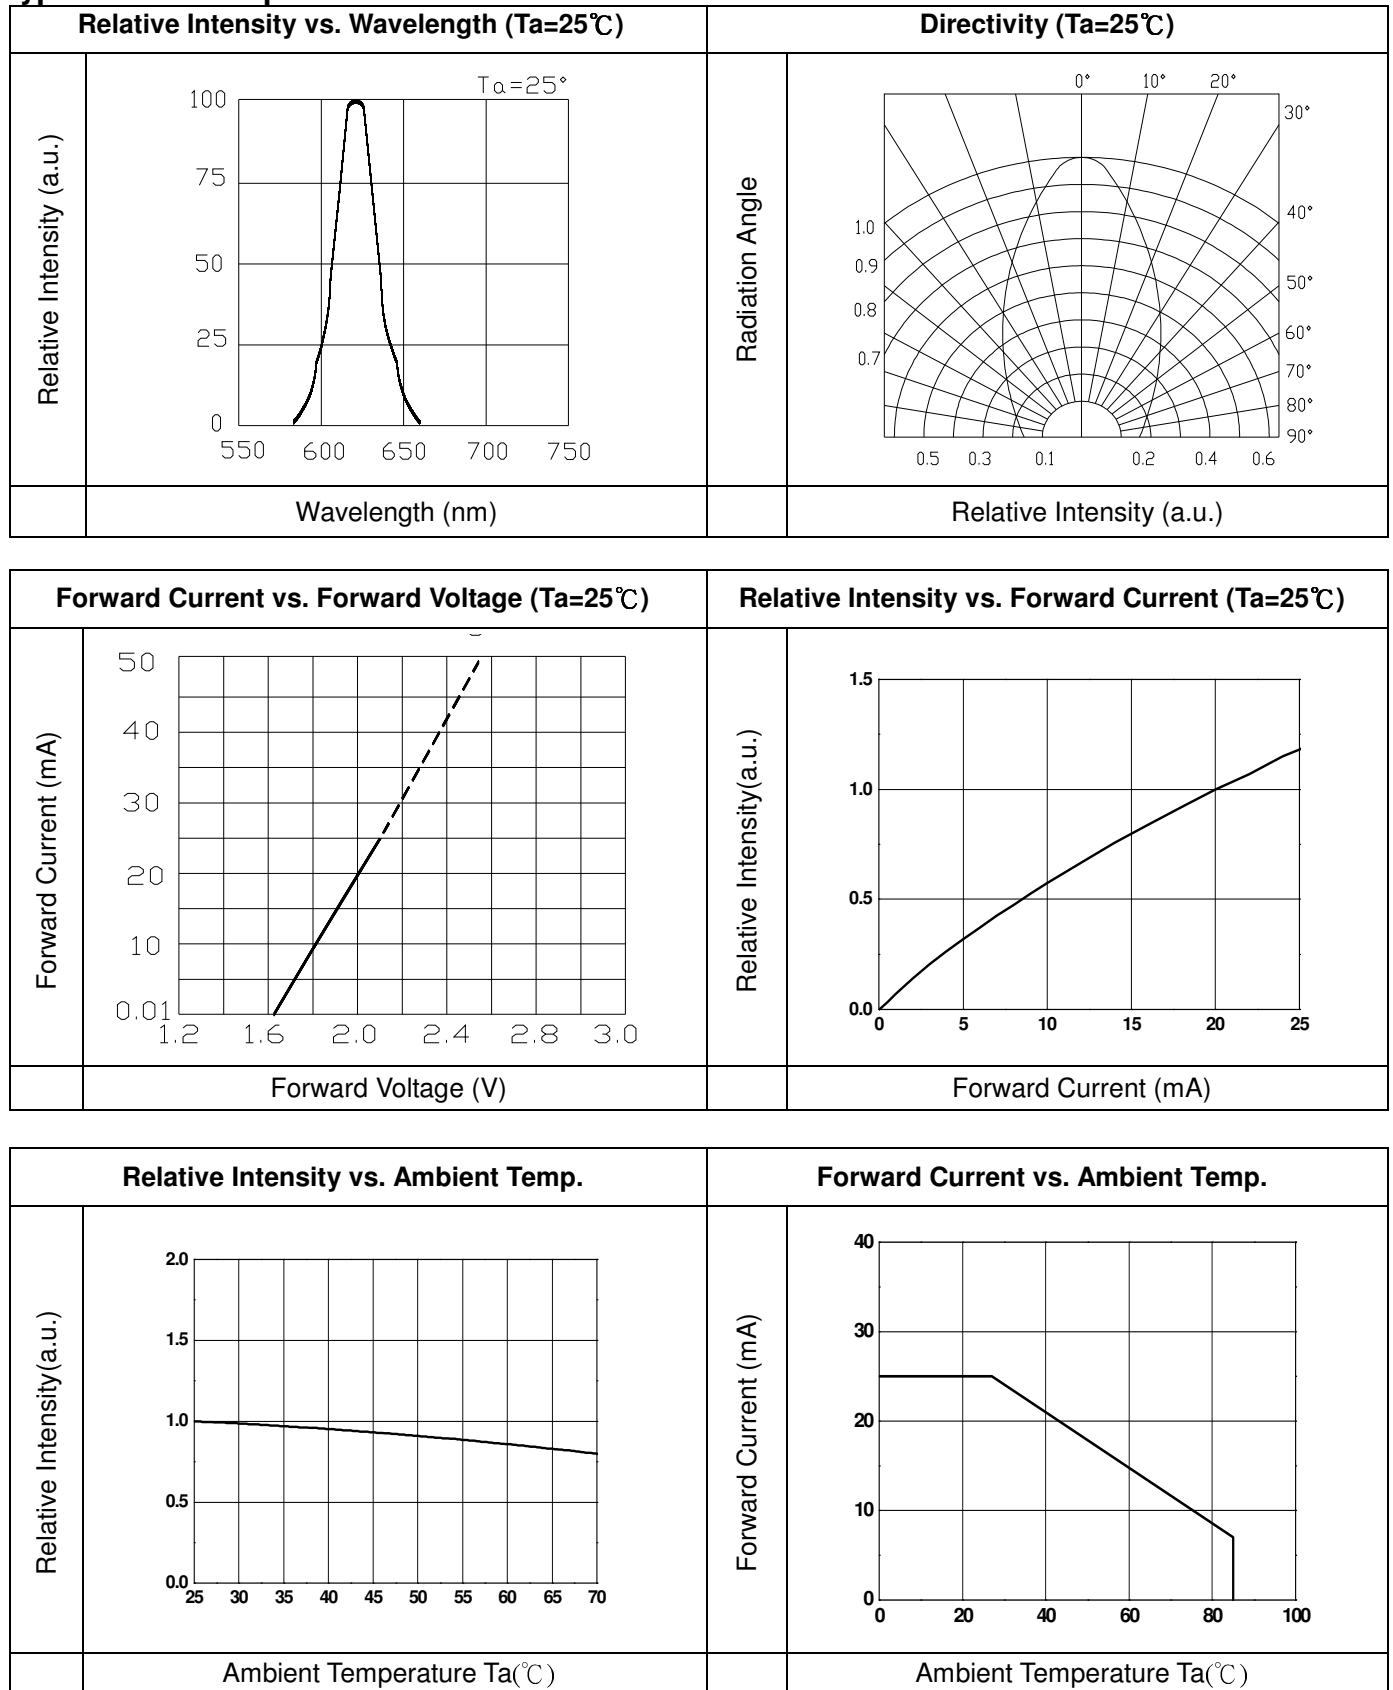 Relative Intensity vs. Wavelength (Ta=25℃)
Directivity (Ta=25℃)
Relative Intensity (a.u.)
Ta=25°
100
75
50
25
0
550 600 650 700 750
Wavelength (nm)
Radiation Angle
0° 10° 20°
30°
40°
50°
60°
70°
80°
90°
1.0
0.9
0.8
0.7
0.5 0.3 0.1 0.2 0.4 0.6
Relative Intensity (a.u.)
Forward Current vs. Forward Voltage (Ta=25℃)
Relative Intensity vs. Forward Current (Ta=25℃)
Forward Current (mA)
50
40
30
20
10
0.01
1.2 1.6 2.0 2.4 2.8 3.0
Forward Voltage (V)
Relative Intensity(a.u.)
1.5
1.0
0.5
0.0
0 5 10 15 20 25
Forward Current (mA)
Relative Intensity vs. Ambient Temp.
Forward Current vs. Ambient Temp.
Relative Intensity(a.u.)
2.0
1.5
1.0
0.5
0.0
25 30 35 40 45 50 55 60 65 70
Ambient Temperature Ta(℃)
Forward Current (mA)
40
30
20
10
0
0 20 40 60 80 100
Ambient Temperature Ta(℃)